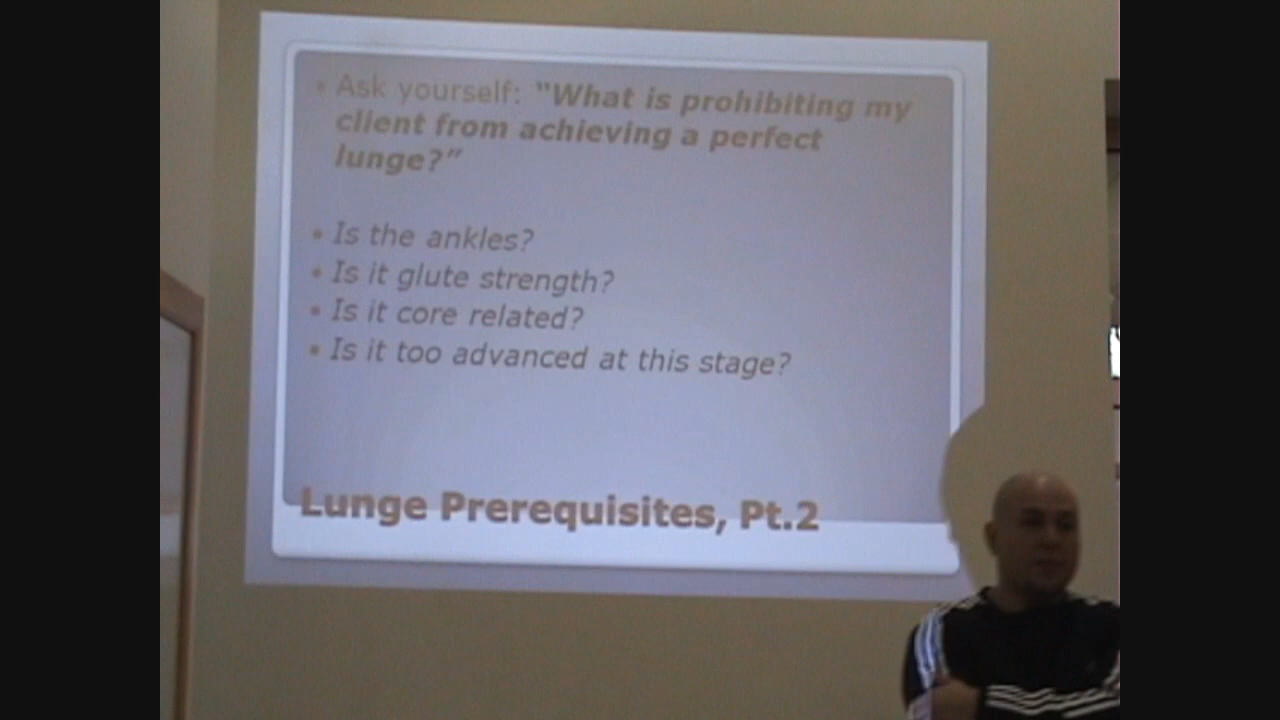 • Ask yourself: "What is prohibiting my
client from achieving a perfect
lunge?"
• Is the ankles?
• Is it glute strength?
• Is it core related?
• Is it too advanced at this stage?
Lunge Prerequisites, Pt.2